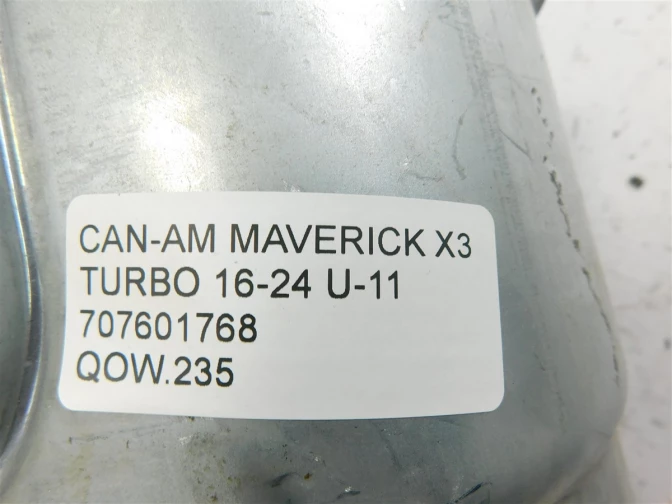 CAN-AM MAVERICK X3
TURBO 16-24 U-11
707601768
QOW.235